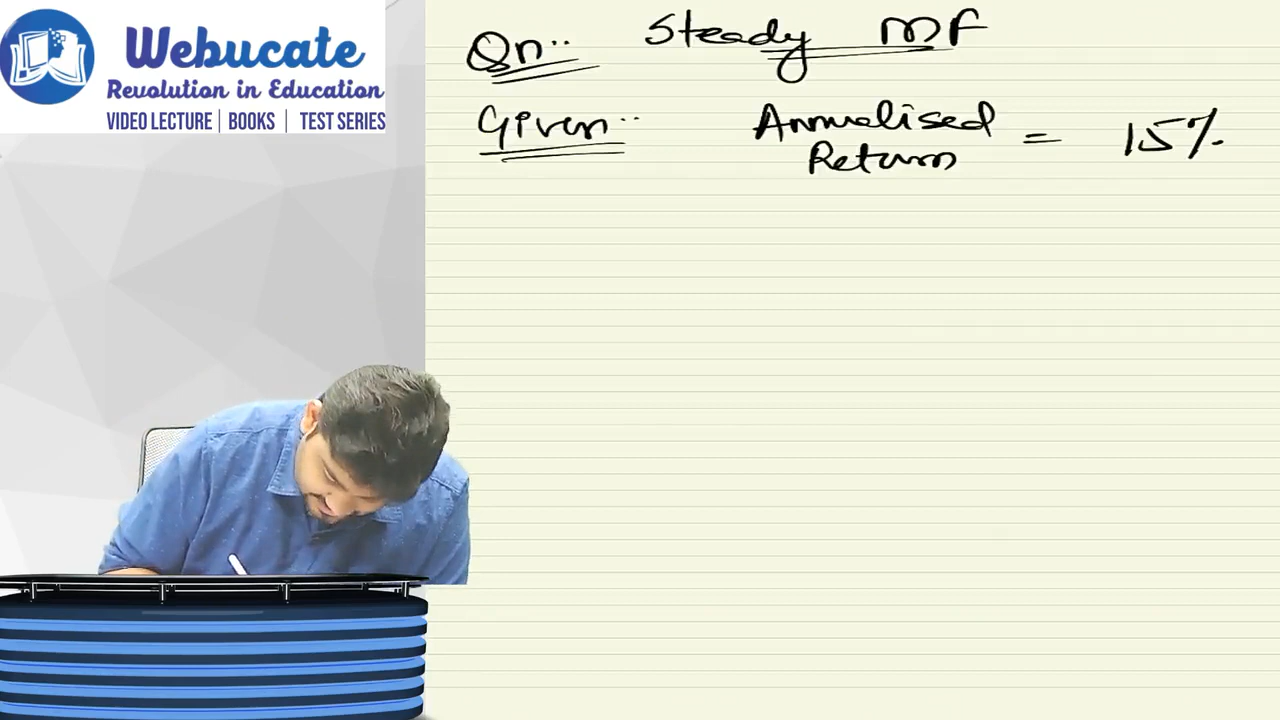 Webucate
Revolution in Education
VIDEO LECTURE | BOOKS | TEST SERIES
Qn:- Steady MF
Given:- Annualised Return = 15%